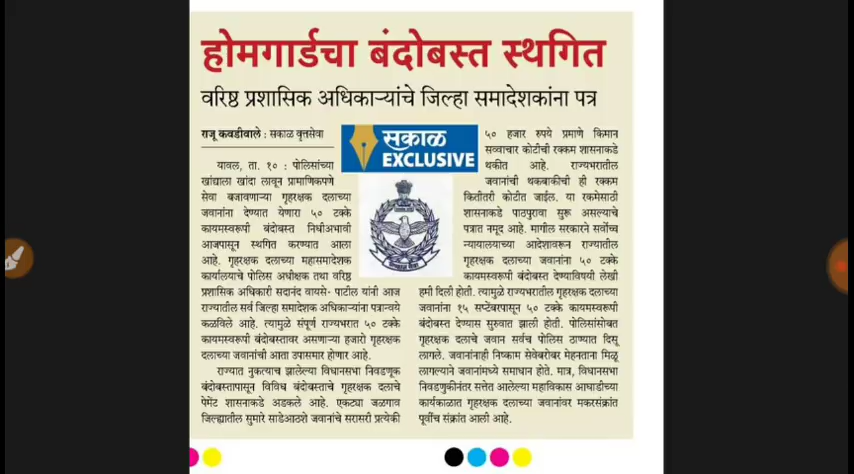 होमगार्डचा बंदोबस्त स्थगित
वरिष्ठ प्रशासिक अधिकाऱ्यांचे जिल्हा समादेशकांना पत्र
राजू कवडीवाले : सकाळ वृत्तसेवा
यावल, ता. १० : पोलिसांच्या
खांद्याला खांदा लावून प्रामाणिकपणे
सेवा बजावणाऱ्या गृहरक्षक दलाच्या
जवानांना देण्यात येणारा ५० टक्के
कायमस्वरूपी बंदोबस्त निधीअभावी
आजपासून स्थगित करण्यात आला
आहे. गृहरक्षक दलाच्या महासमादेशक
कार्यालयाचे पोलिस अधीक्षक तथा वरिष्ठ
प्रशासिक अधिकारी सदानंद वायसे- पाटील यांनी आज
राज्यातील सर्व जिल्हा समादेशक अधिकाऱ्यांना पत्रान्वये
कळविले आहे. त्यामुळे संपूर्ण राज्यभरात ५० टक्के
कायमस्वरूपी बंदोबस्तावर असणाऱ्या हजारो गृहरक्षक
दलाच्या जवानांची आता उपासमार होणार आहे.
राज्यात नुकत्याच झालेल्या विधानसभा निवडणूक
बंदोबस्तापासून विविध बंदोबस्ताचे गृहरक्षक दलाचे
पेमेंट शासनाकडे अडकले आहे. एकट्या जळगाव
जिल्ह्यातील सुमारे साडेआठशे जवानांचे सरासरी प्रत्येकी
सकाळ
EXCLUSIVE
५० हजार रुपये प्रमाणे किमान
सव्वाचार कोटीची रक्कम शासनाकडे
थकीत आहे. राज्यभरातील
जवानांची थकबाकीची ही रक्कम
कितीतरी कोटीत जाईल. या रकमेसाठी
शासनाकडे पाठपुरावा सुरू असल्याचे
पत्रात नमूद आहे. मागील सरकारने सर्वोच्च
न्यायालयाच्या आदेशावरून राज्यातील
गृहरक्षक दलाच्या जवानांना ५० टक्के
कायमस्वरूपी बंदोबस्त देण्याविषयी लेखी
हमी दिली होती. त्यामुळे राज्यभरातील गृहरक्षक दलाच्या
जवानांना १५ सप्टेंबरपासून ५० टक्के कायमस्वरूपी
बंदोबस्त देण्यास सुरुवात झाली होती. पोलिसांसोबत
गृहरक्षक दलाचे जवान सर्वच पोलिस ठाण्यात दिसू
लागले. जवानांनाही निष्काम सेवेबरोबर मेहनताना मिळू
लागल्याने जवानांमध्ये समाधान होते. मात्र, विधानसभा
निवडणुकीनंतर सत्तेत आलेल्या महाविकास आघाडीच्या
कार्यकाळात गृहरक्षक दलाच्या जवानांवर मकरसंक्रांत
पूर्वीच संक्रांत आली आहे.